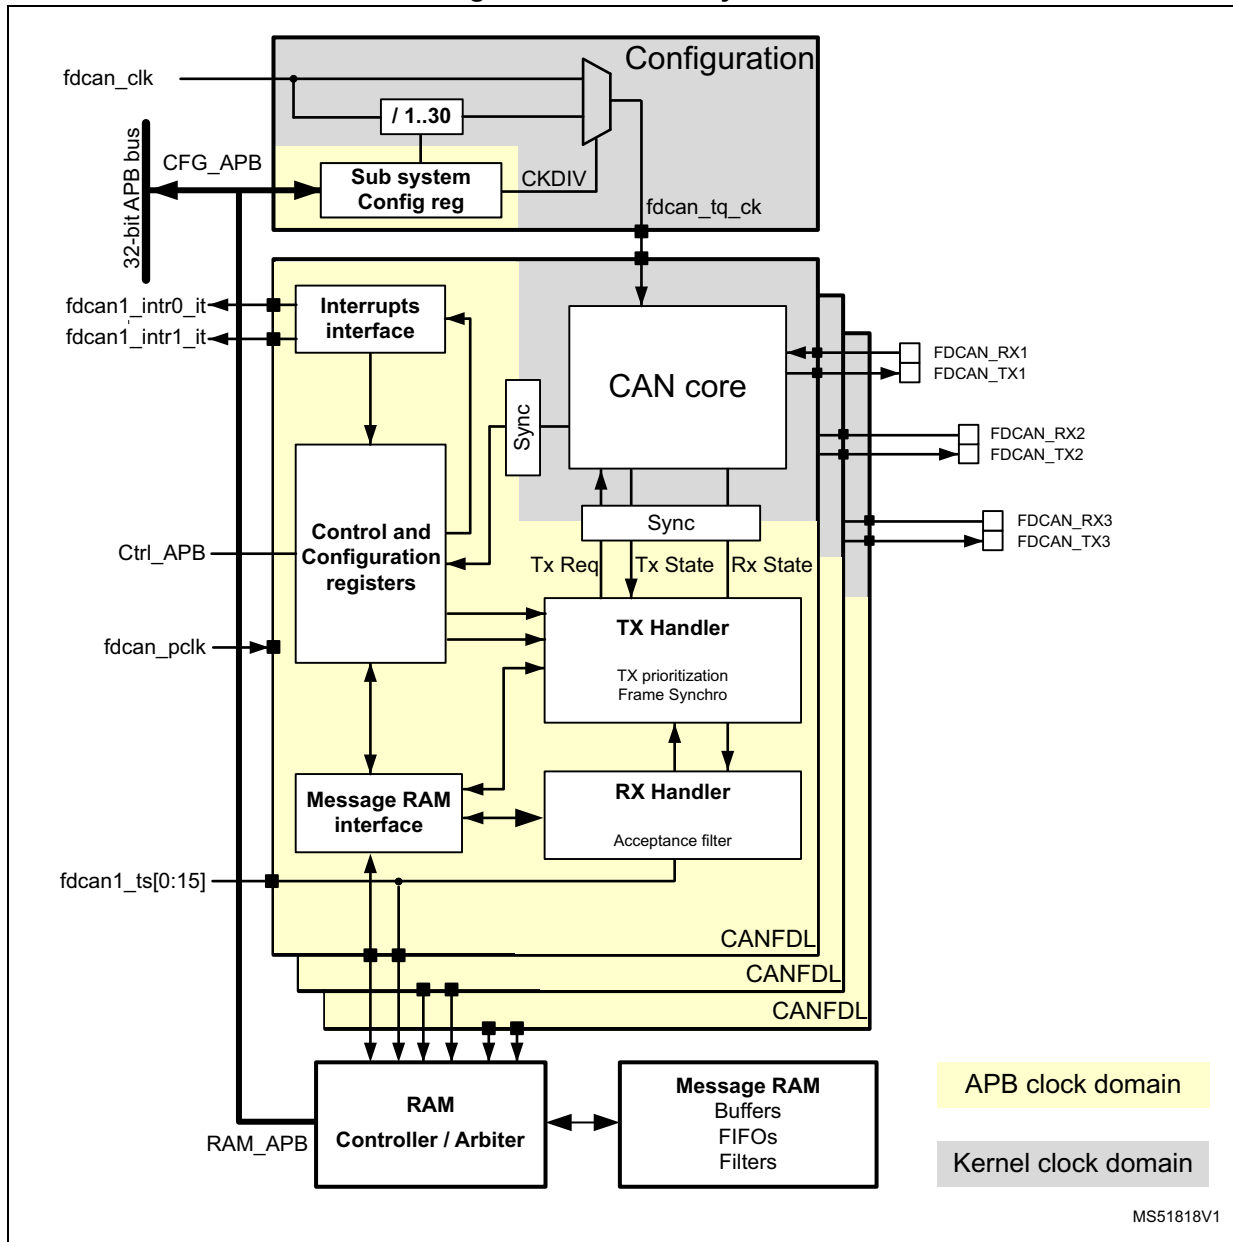 Configuration
fdcan_clk
/ 1..30
32-bit APB bus
CFG_APB
Sub system
Config reg
CKDIV
fdcan_tq_ck
fdcan1_intr0_it
fdcan1_intr1_it
Interrupts
interface
CAN core
Sync
FDCAN_RX1
FDCAN_TX1
FDCAN_RX2
FDCAN_TX2
FDCAN_RX3
FDCAN_TX3
Sync
Tx Req
Tx State
Rx State
Ctrl_APB
Control and
Configuration
registers
fdcan_pclk
TX Handler
TX prioritization
Frame Synchro
Message RAM
interface
RX Handler
Acceptance filter
fdcan1_ts[0:15]
CANFDL
CANFDL
CANFDL
RAM_APB
RAM
Controller / Arbiter
Message RAM
Buffers
FIFOs
Filters
APB clock domain
Kernel clock domain
MS51818V1